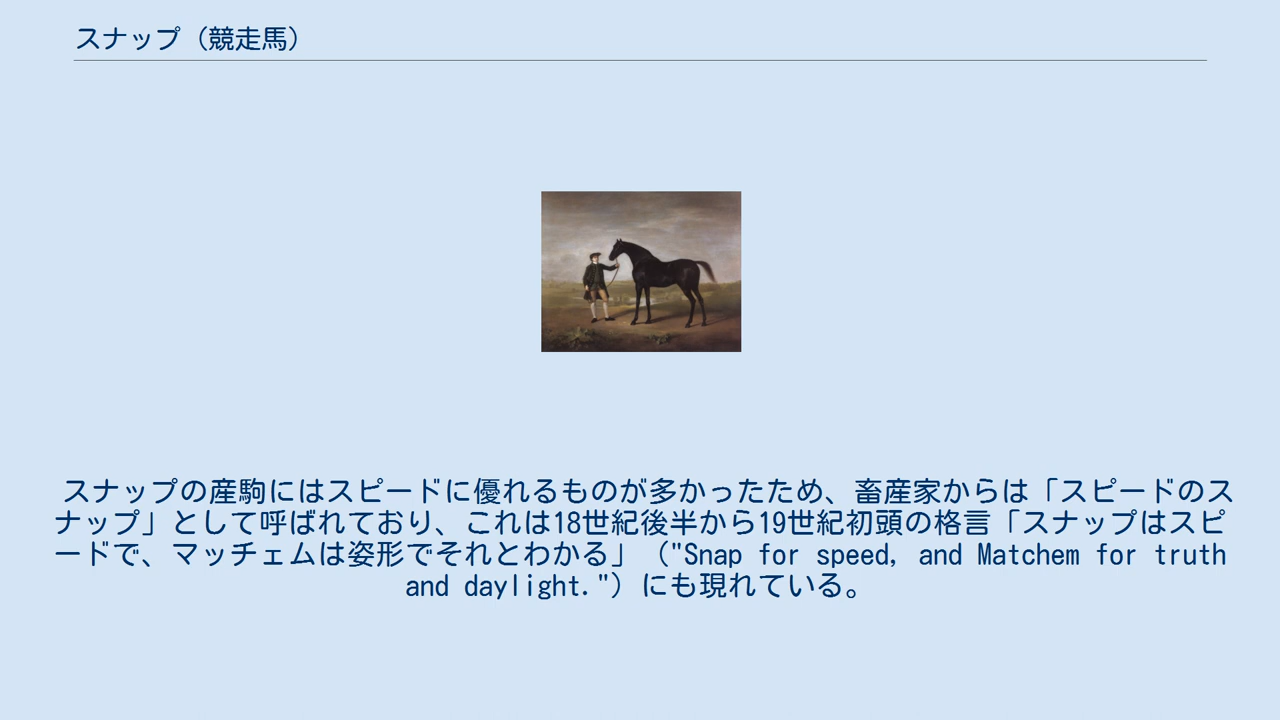 スナップ（競走馬）
スナップの産駒にはスピードに優れるものが多かったため、畜産家からは「スピードのス
ナップ」として呼ばれており、これは18世紀後半から19世紀初頭の格言「スナップはスピ
ードで、マッチェムは姿形でそれとわかる」（"Snap for speed, and Matchem for truth
and daylight."）にも現れている。